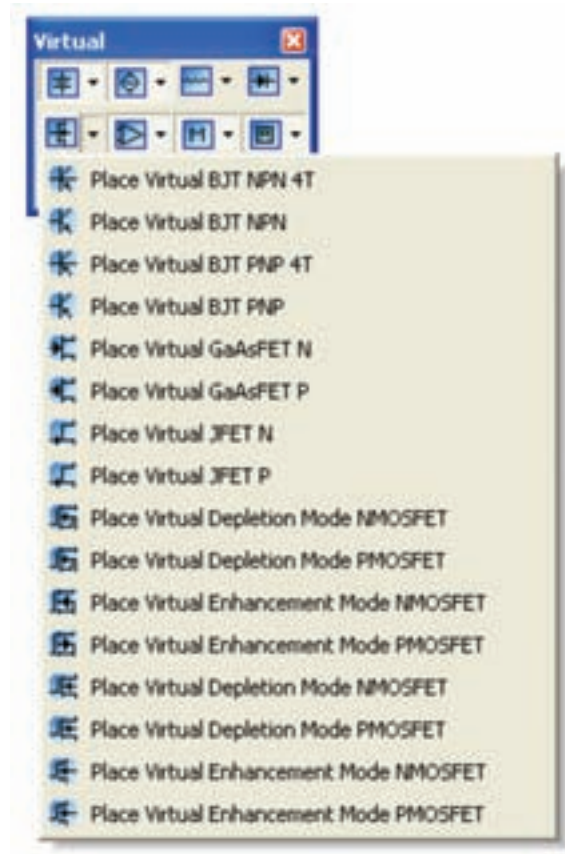 Virtual
Place Virtual BJT NPN 4T
Place Virtual BJT NPN
Place Virtual BJT PNP 4T
Place Virtual BJT PNP
Place Virtual GaAsFET N
Place Virtual GaAsFET P
Place Virtual JFET N
Place Virtual JFET P
Place Virtual Depletion Mode NMOSFET
Place Virtual Depletion Mode PMOSFET
Place Virtual Enhancement Mode NMOSFET
Place Virtual Enhancement Mode PMOSFET
Place Virtual Depletion Mode NMOSFET
Place Virtual Depletion Mode PMOSFET
Place Virtual Enhancement Mode NMOSFET
Place Virtual Enhancement Mode PMOSFET